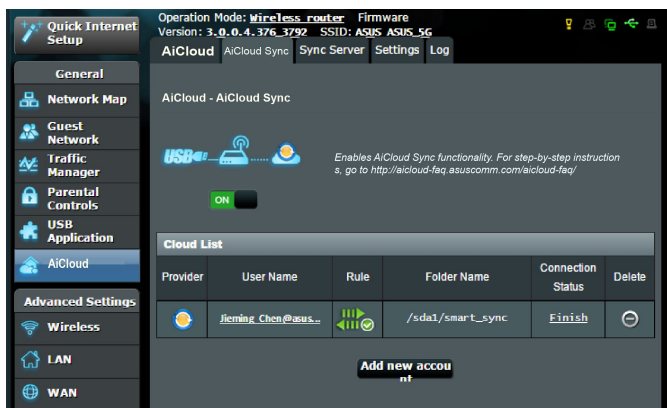 Quick Internet
Setup
Operation Mode: Wireless router Firmware
Version: 3.0.0.4.376_3792 SSID: ASUS ASUS_5G
AiCloud AiCloud Sync Sync Server Settings Log
General
Network Map
Guest
Network
Traffic
Manager
Parental
Controls
USB
Application
AiCloud
Advanced Settings
Wireless
LAN
WAN
AiCloud - AiCloud Sync
USB
Enables AiCloud Sync functionality. For step-by-step instruction
s, go to http://aicloud-faq.asuscomm.com/aicloud-faq/
ON
Cloud List
Provider User Name Rule Folder Name Connection Status Delete
Jieming Chen@asus... /sda1/smart_sync Finish
Add new accou
nt